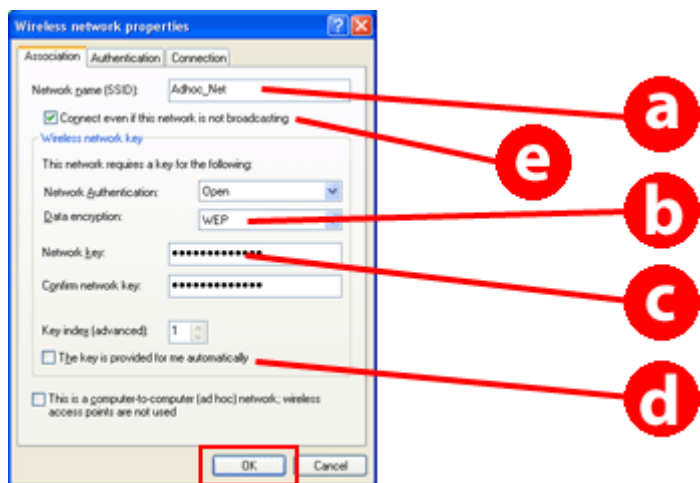 Wireless network properties
Association Authentication Connection
Network name (SSID): Adhoc_Net
Connect even if this network is not broadcasting
Wireless network key
This network requires a key for the following:
Network Authentication: Open
Data encryption: WEP
Network key: •••••••••••••
Confirm network key: •••••••••••••
Key index (advanced): 1
The key is provided for me automatically
This is a computer-to-computer (ad hoc) network; wireless
access points are not used
OK Cancel
a
e
b
c
d